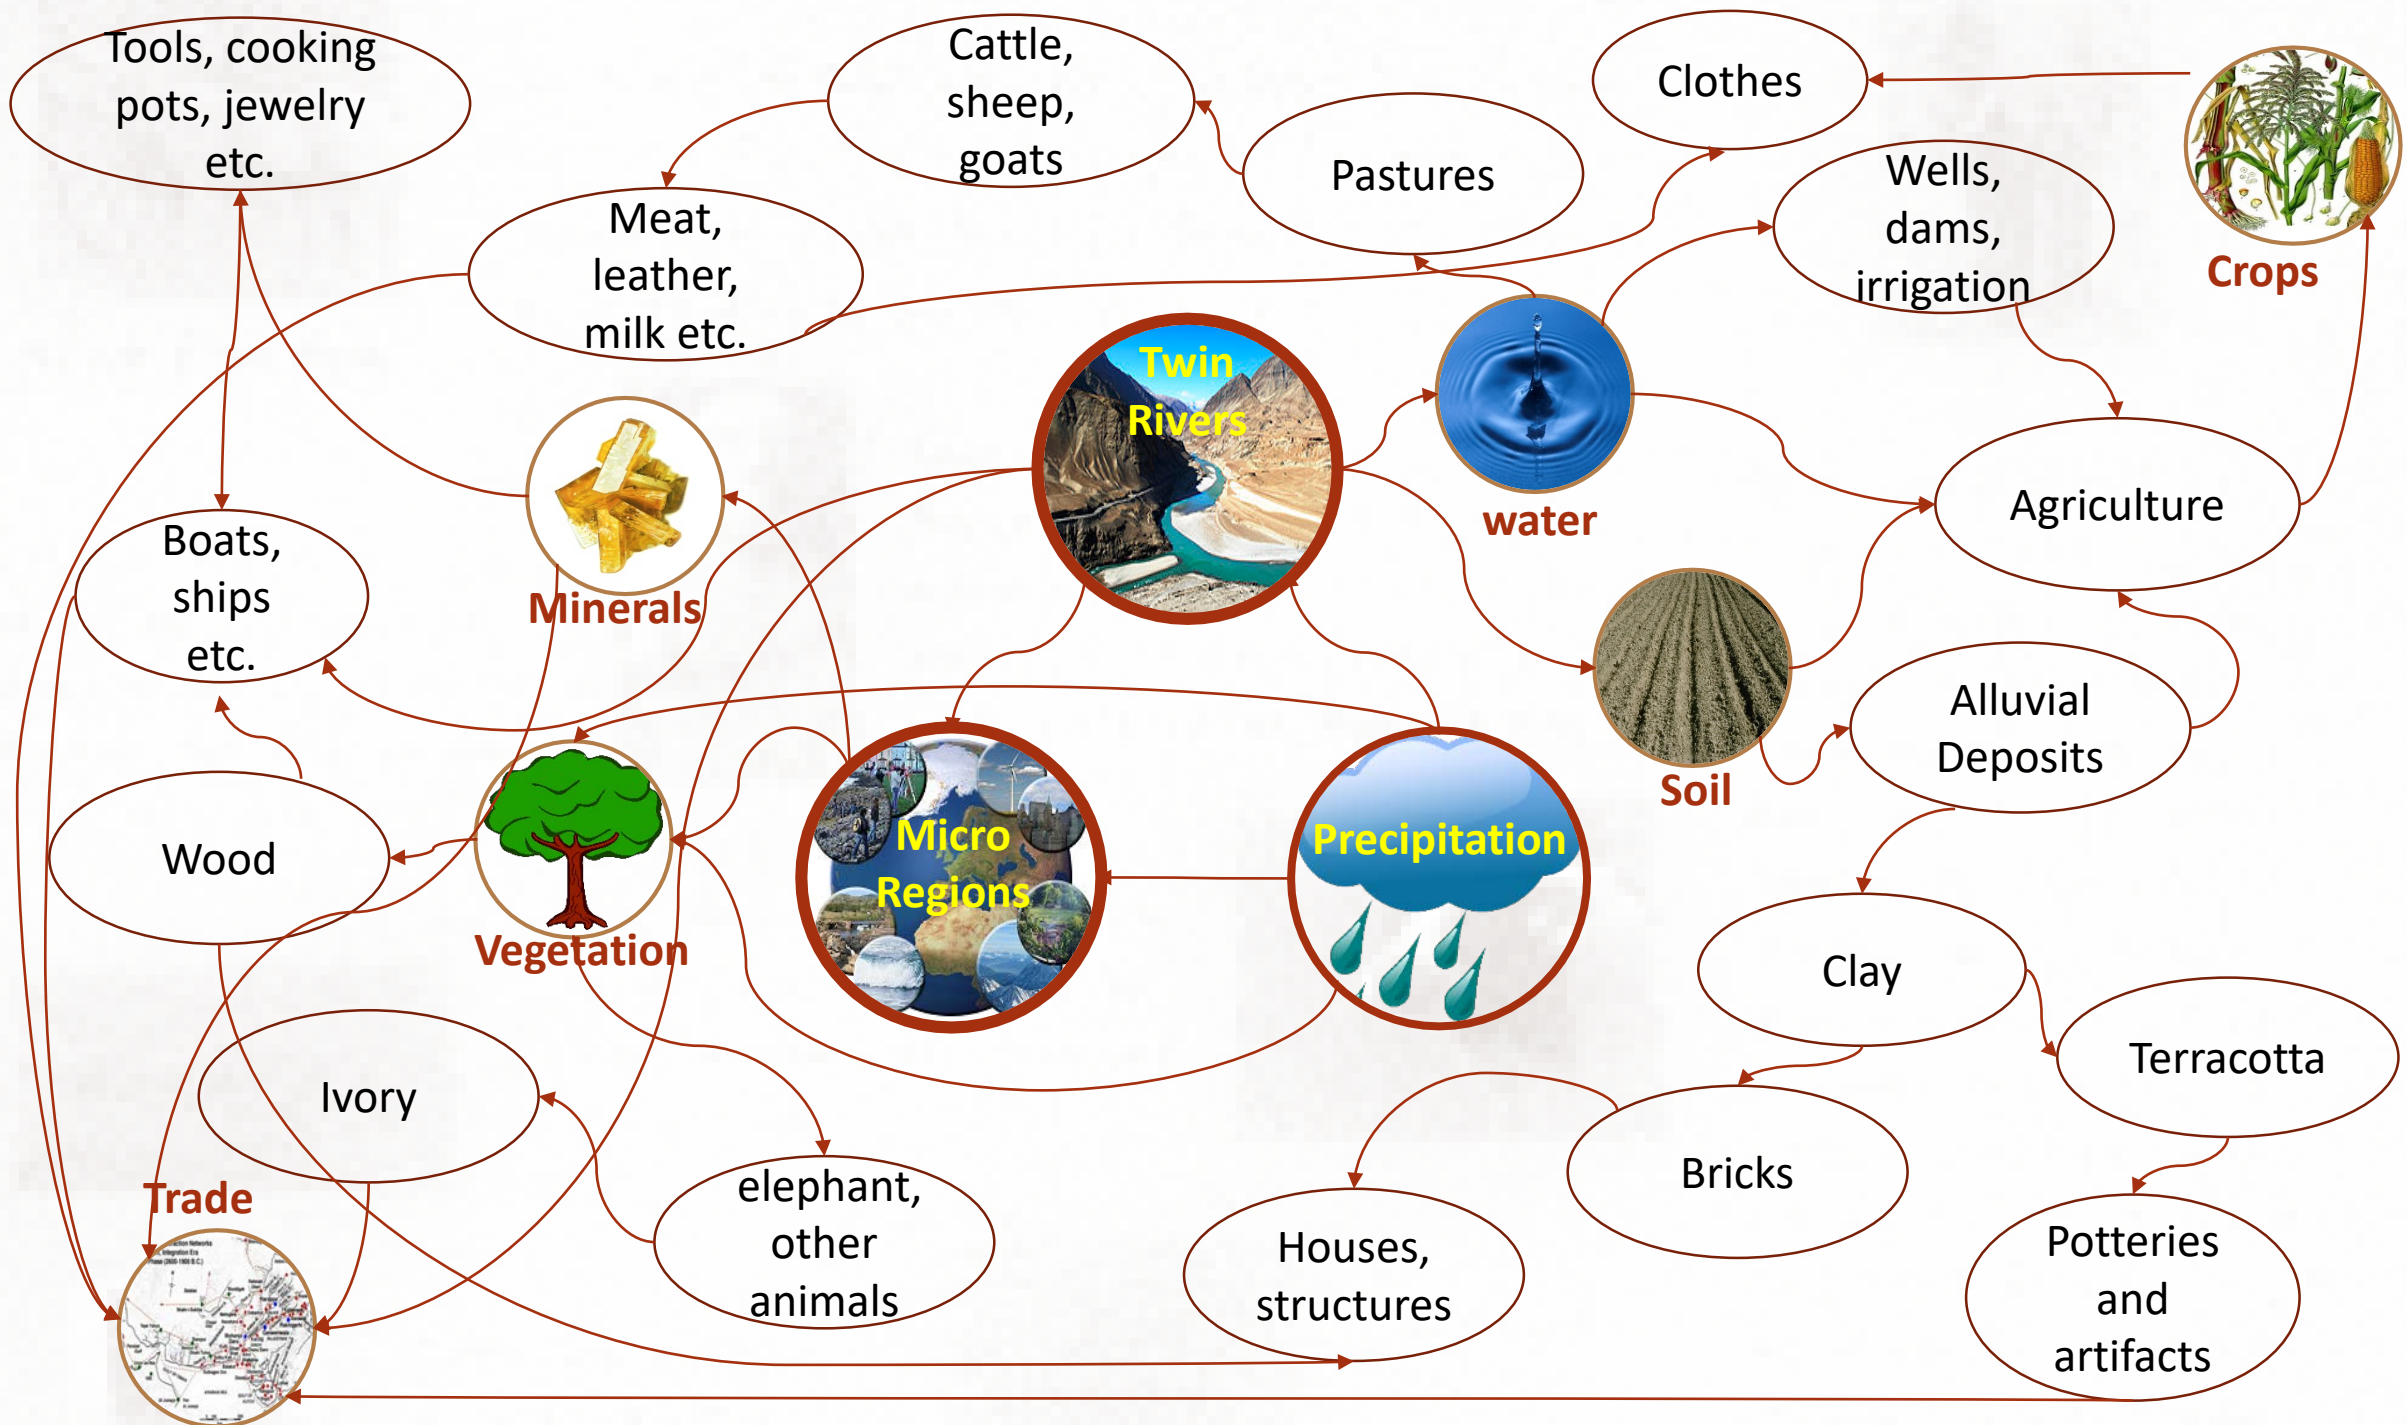 Tools, cooking
pots, jewelry
etc.
Cattle,
sheep,
goats
Clothes
Pastures
Wells,
dams,
irrigation
Crops
Meat,
leather,
milk etc.
Twin
Rivers
water
Agriculture
Minerals
Boats,
ships
etc.
Soil
Alluvial
Deposits
Wood
Vegetation
Micro
Regions
Precipitation
Clay
Terracotta
Ivory
Bricks
Trade
elephant,
other
animals
Houses,
structures
Potteries
and
artifacts